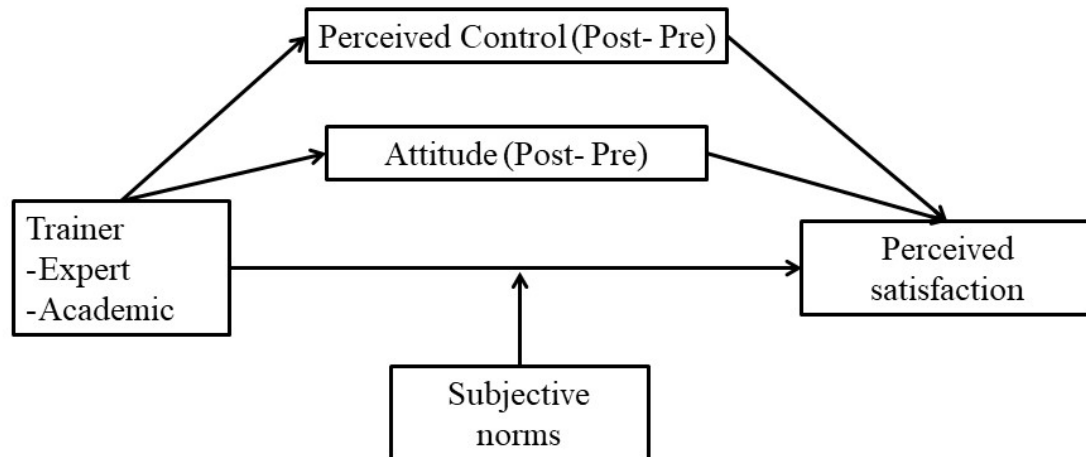 Perceived Control (Post- Pre)
Attitude (Post- Pre)
Trainer
-Expert
-Academic
Perceived
satisfaction
Subjective
norms